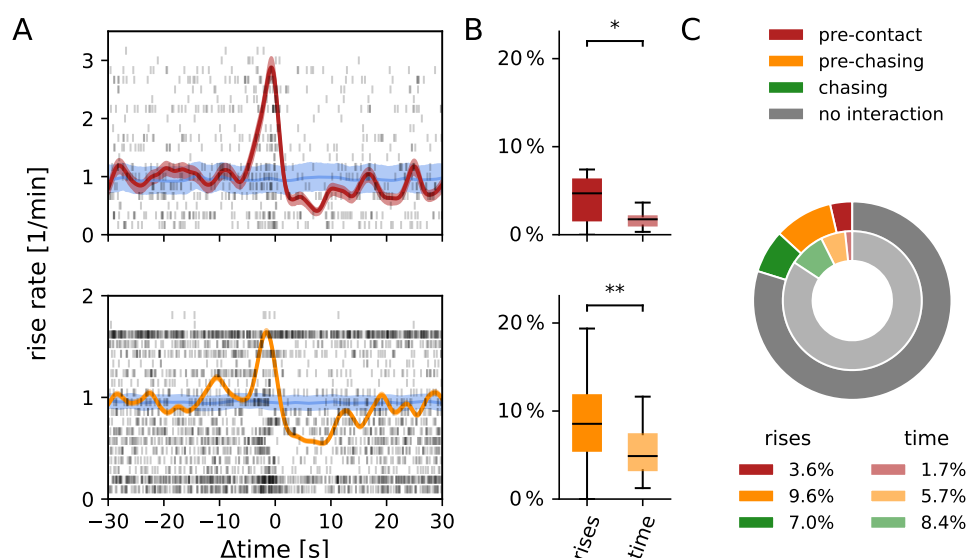 A
B
C
rise rate [1/min]
3
2
1
0
2
1
0
−30
−20
−10
0
10
20
30
Δtime [s]
*
20 %
10 %
0 %
**
20 %
10 %
0 %
rises
time
pre-contact
pre-chasing
chasing
no interaction
rises time
3.6% 1.7%
9.6% 5.7%
7.0% 8.4%